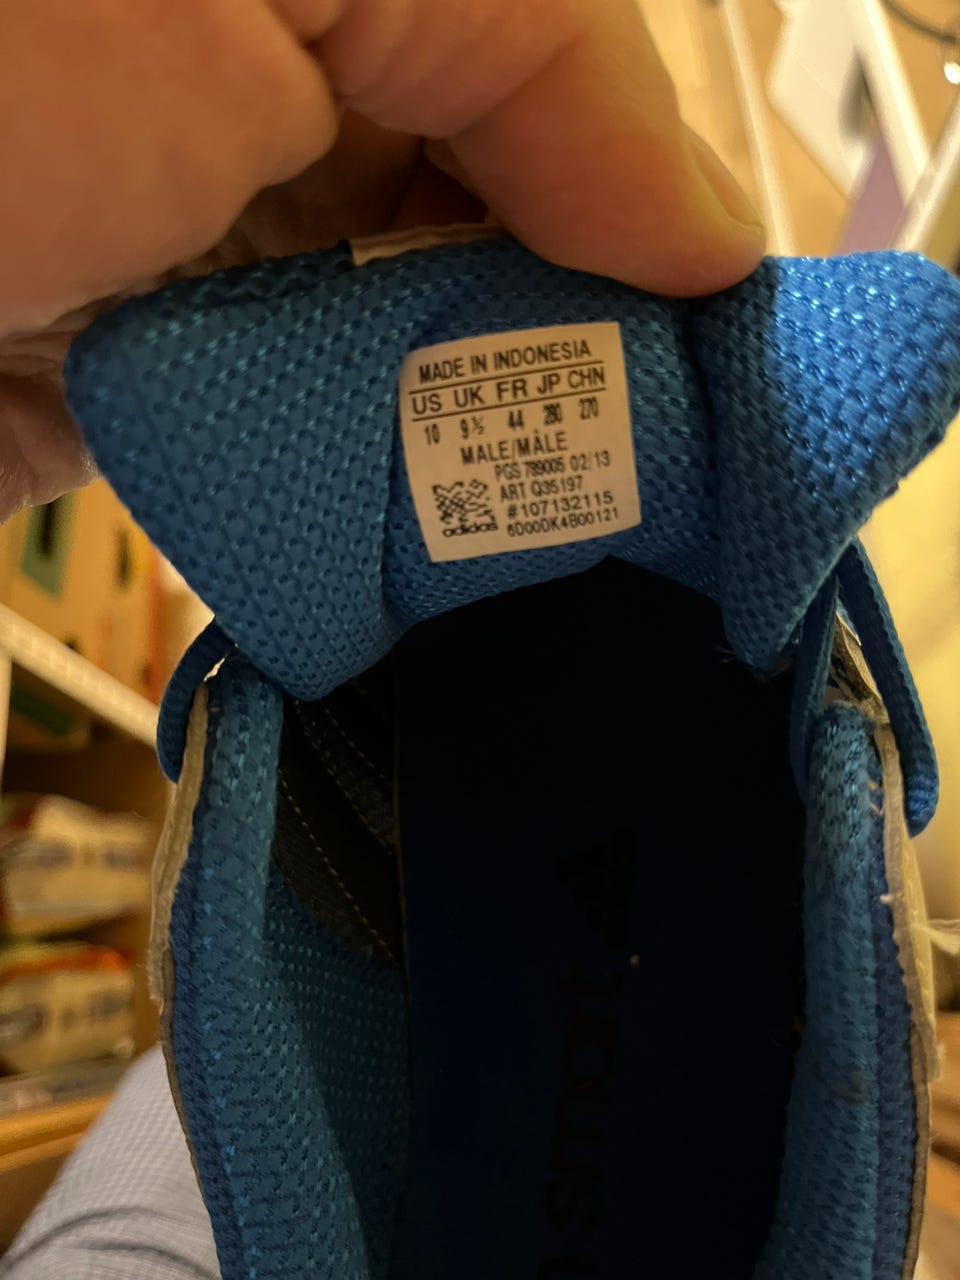 MADE IN INDONESIA
US UK FR JP CHN
10 9½ 44 280 270
MALE/MÂLE
PGS 789005 02/13
ART Q35197
#107132115
6D00DK4B00121
adidas
smart